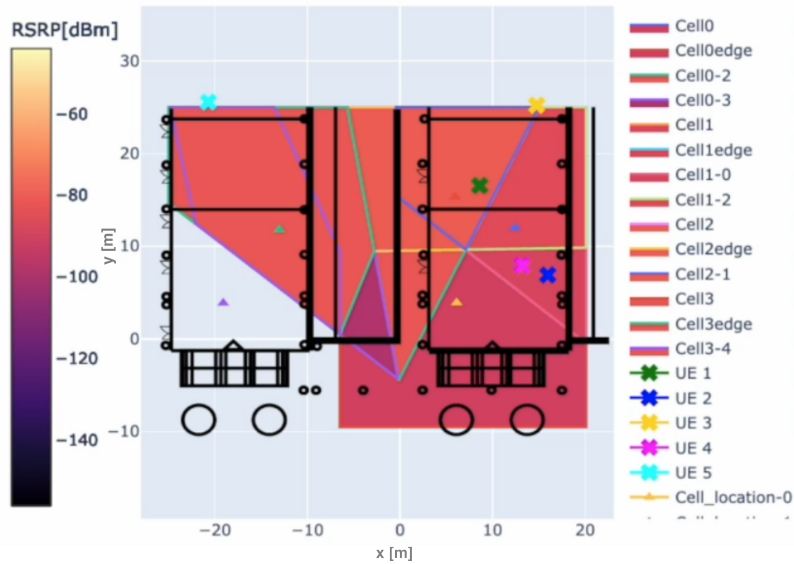 RSRP[dBm]
−60
−80
−100
−120
−140
y [m]
30
20
10
0
−10
−20
−10
0
10
20
x [m]
Cell0
Cell0edge
Cell0-2
Cell0-3
Cell1
Cell1edge
Cell1-0
Cell1-2
Cell2
Cell2edge
Cell2-1
Cell3
Cell3edge
Cell3-4
UE 1
UE 2
UE 3
UE 4
UE 5
Cell_location-0